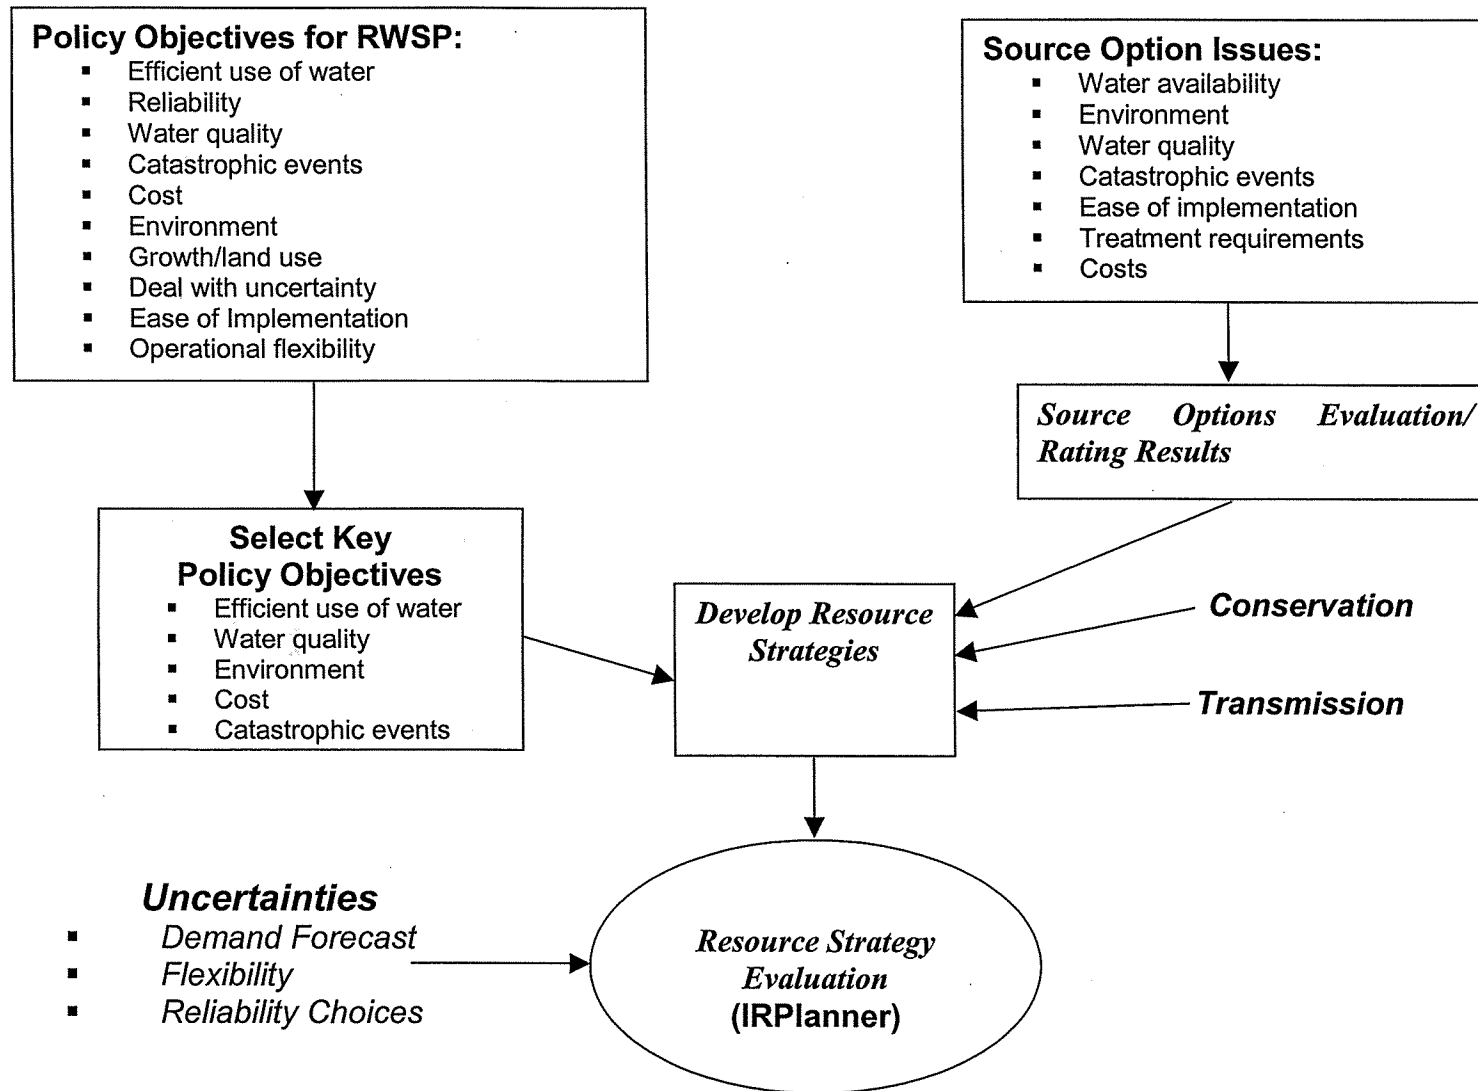 Policy Objectives for RWSP:
▪ Efficient use of water
▪ Reliability
▪ Water quality
▪ Catastrophic events
▪ Cost
▪ Environment
▪ Growth/land use
▪ Deal with uncertainty
▪ Ease of Implementation
▪ Operational flexibility
Source Option Issues:
▪ Water availability
▪ Environment
▪ Water quality
▪ Catastrophic events
▪ Ease of implementation
▪ Treatment requirements
▪ Costs
Source Options Evaluation/
Rating Results
Select Key
Policy Objectives
▪ Efficient use of water
▪ Water quality
▪ Environment
▪ Cost
▪ Catastrophic events
Develop Resource
Strategies
Conservation
Transmission
Uncertainties
▪ Demand Forecast
▪ Flexibility
▪ Reliability Choices
Resource Strategy
Evaluation
(IRPlanner)